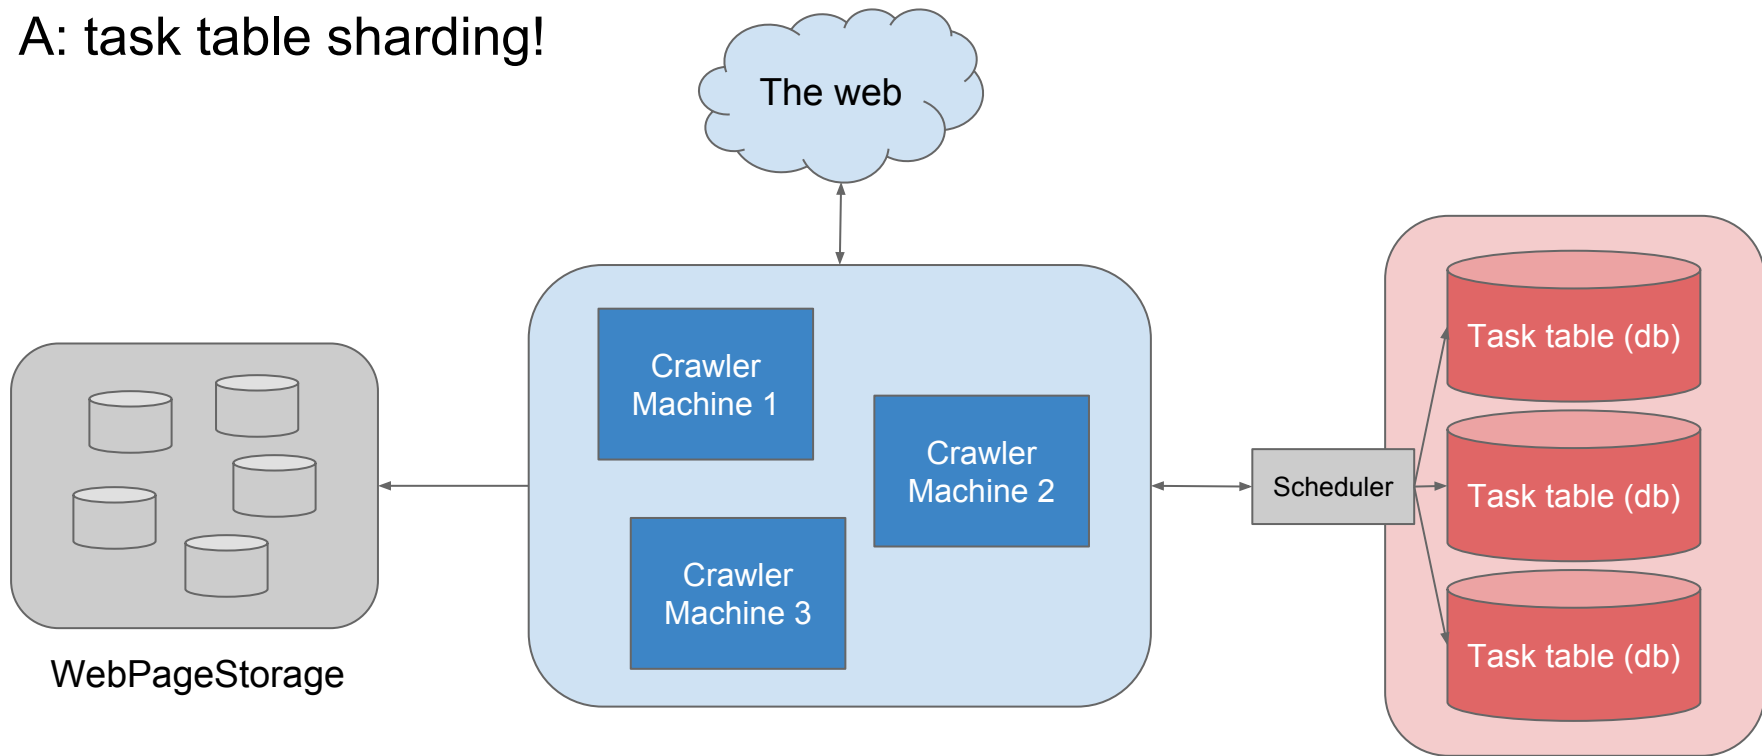 A: task table sharding!
The web
Crawler
Machine 1
Crawler
Machine 2
Crawler
Machine 3
WebPageStorage
Scheduler
Task table (db)
Task table (db)
Task table (db)